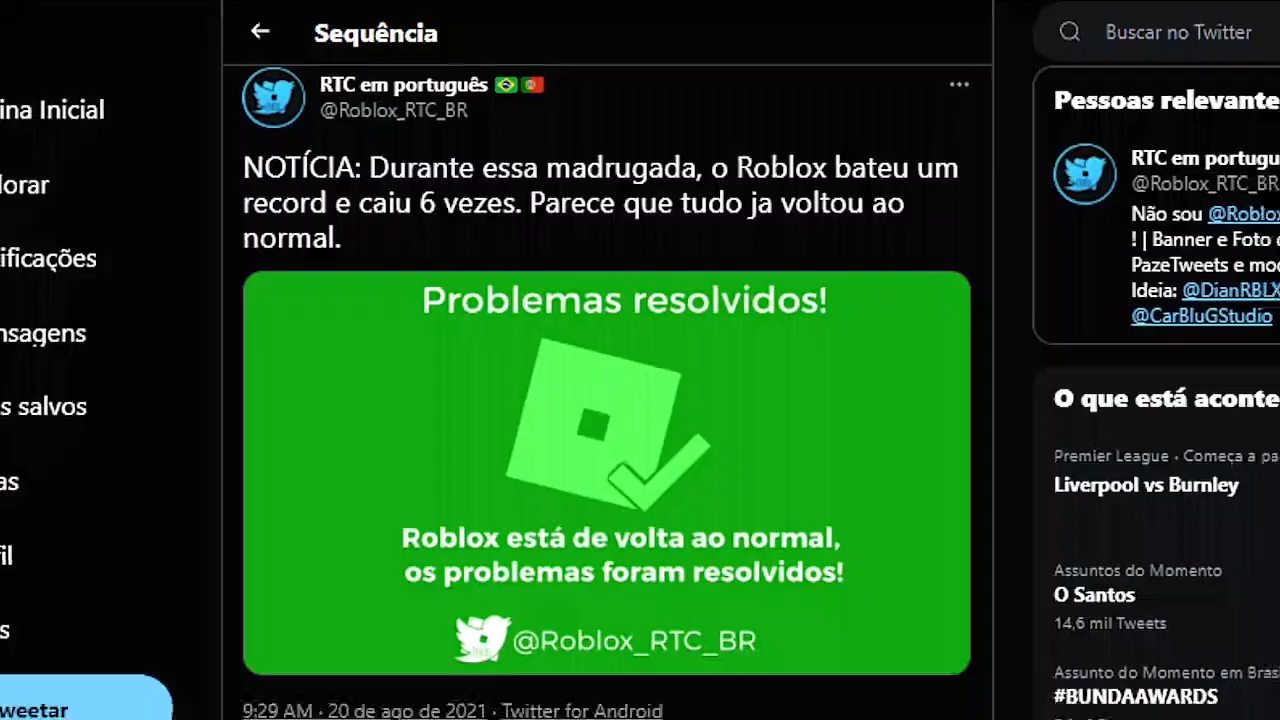 Sequência
Buscar no Twitter
ina Inicial
lorar
ificações
nsagens
s salvos
as
fil
s
weetar
RTC em português
@Roblox_RTC_BR
NOTÍCIA: Durante essa madrugada, o Roblox bateu um
record e caiu 6 vezes. Parece que tudo ja voltou ao
normal.
Problemas resolvidos!
Roblox está de volta ao normal,
os problemas foram resolvidos!
@Roblox_RTC_BR
9:29 AM · 20 de ago de 2021 · Twitter for Android
Pessoas relevante
RTC em portugu
@Roblox_RTC_BR
Não sou @Roblox
! | Banner e Foto
PazeTweets e mo
Ideia: @DianRBLX
@CarBluGStudio
O que está aconte
Premier League · Começa a pa
Liverpool vs Burnley
Assuntos do Momento
O Santos
14,6 mil Tweets
Assunto do Momento em Bras
#BUNDAAWARDS